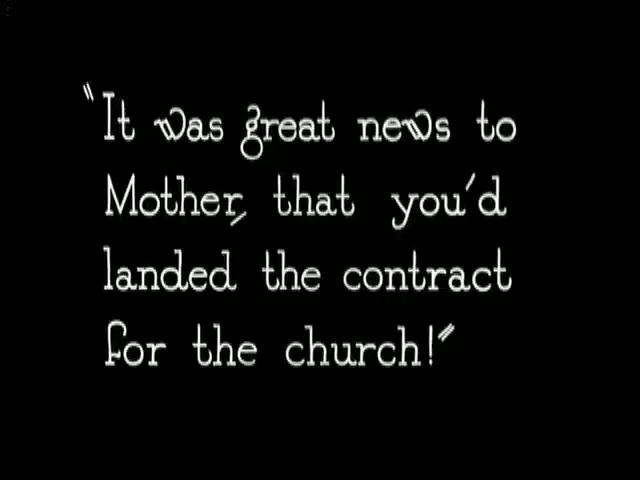 "It was great news to
Mother, that you'd
landed the contract
for the church!"